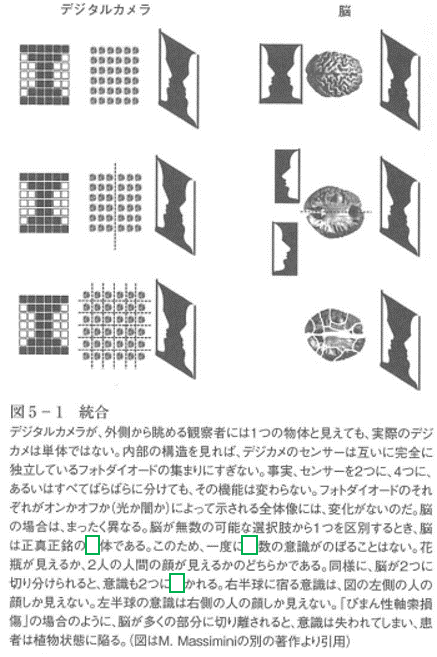 デジタルカメラ
脳
図5-1 統合
デジタルカメラが、外側から眺める観察者には1つの物体と見えても、実際のデジ
カメは単体ではない。内部の構造を見れば、デジカメのセンサーは互いに完全に
独立しているフォトダイオードの集まりにすぎない。事実、センサーを2つに、4つに、
あるいはすべてばらばらに分けても、その機能は変わらない。フォトダイオードのそれ
ぞれがオンかオフか(光か闇か)によって示される全体像には、変化がないのだ。脳
の場合は、まったく異なる。脳が無数の可能な選択肢から1つを区別するとき、脳
は正真正銘の体である。このため、一度に数の意識がのぼることはない。花
瓶が見えるか、2人の人間の顔が見えるかのどちらかである。同様に、脳が2つに
切り分けられると、意識も2つにかれる。右半球に宿る意識は、図の左側の人の
顔しか見えない。左半球の意識は右側の人の顔しか見えない。「びまん性軸索損
傷」の場合のように、脳が多くの部分に切り離されると、意識は失われてしまい、患
者は植物状態に陥る。(図はM. Massiminiの別の著作より引用)